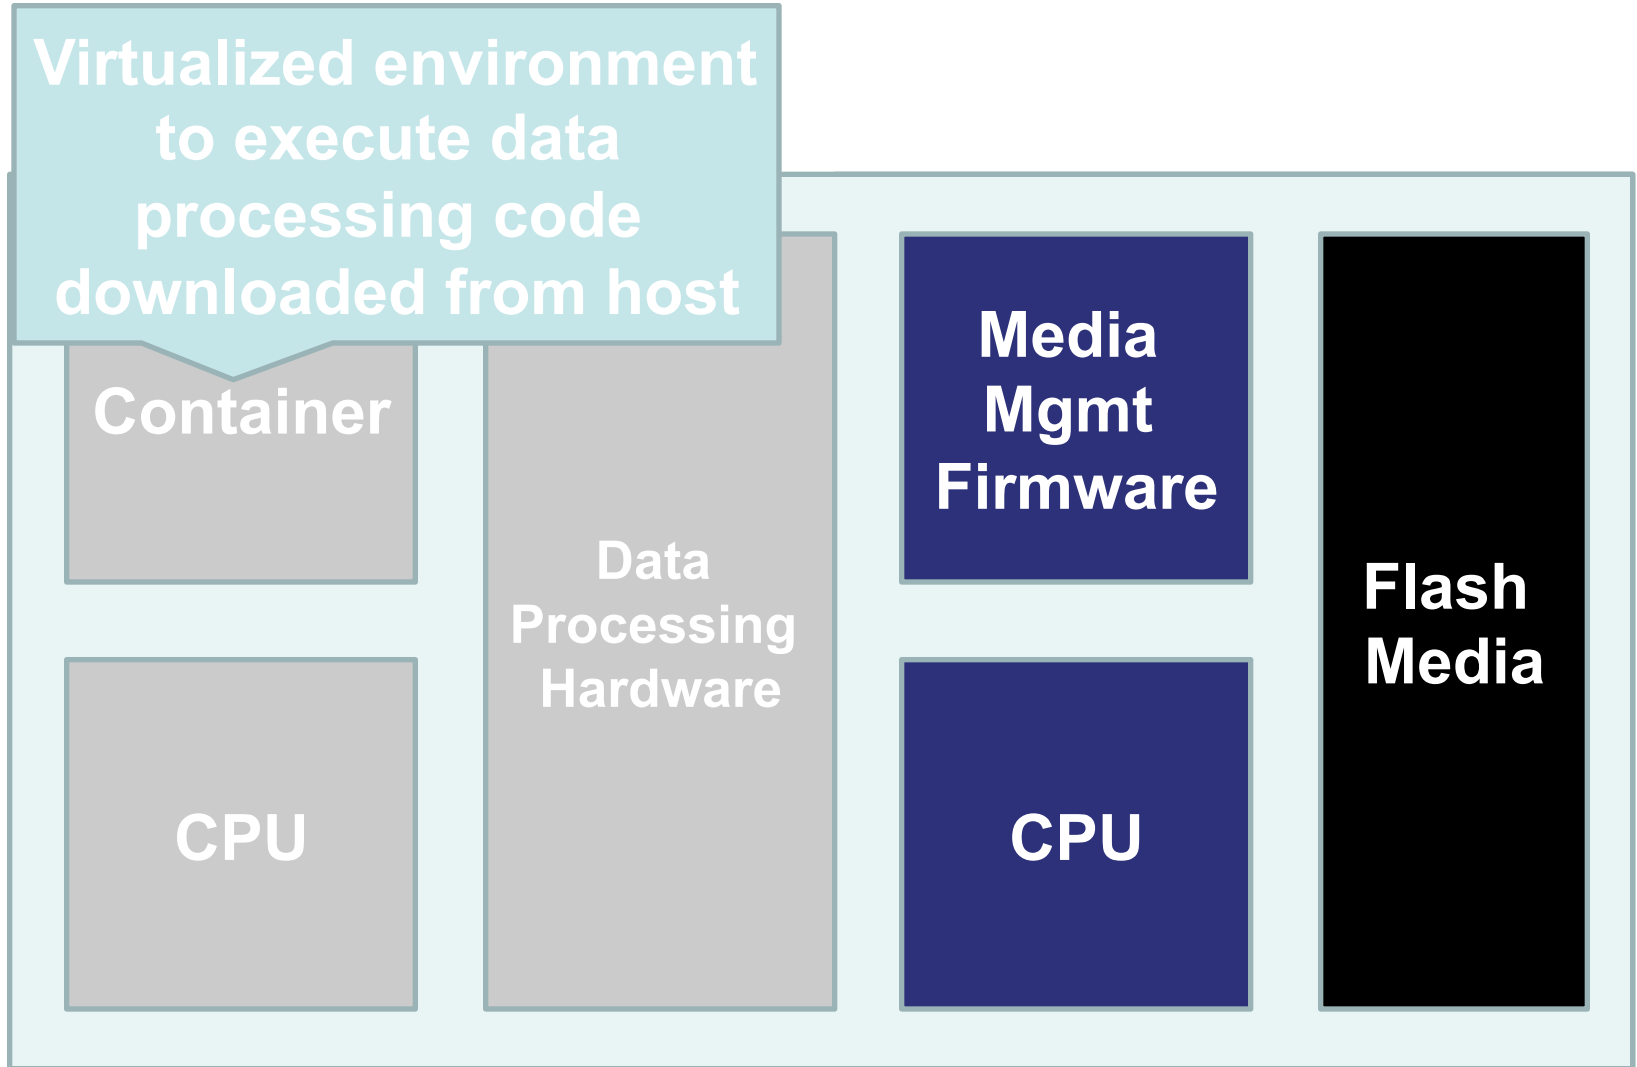 Virtualized environment
to execute data
processing code
downloaded from host
Container
CPU
Data
Processing
Hardware
Media
Mgmt
Firmware
CPU
Flash
Media